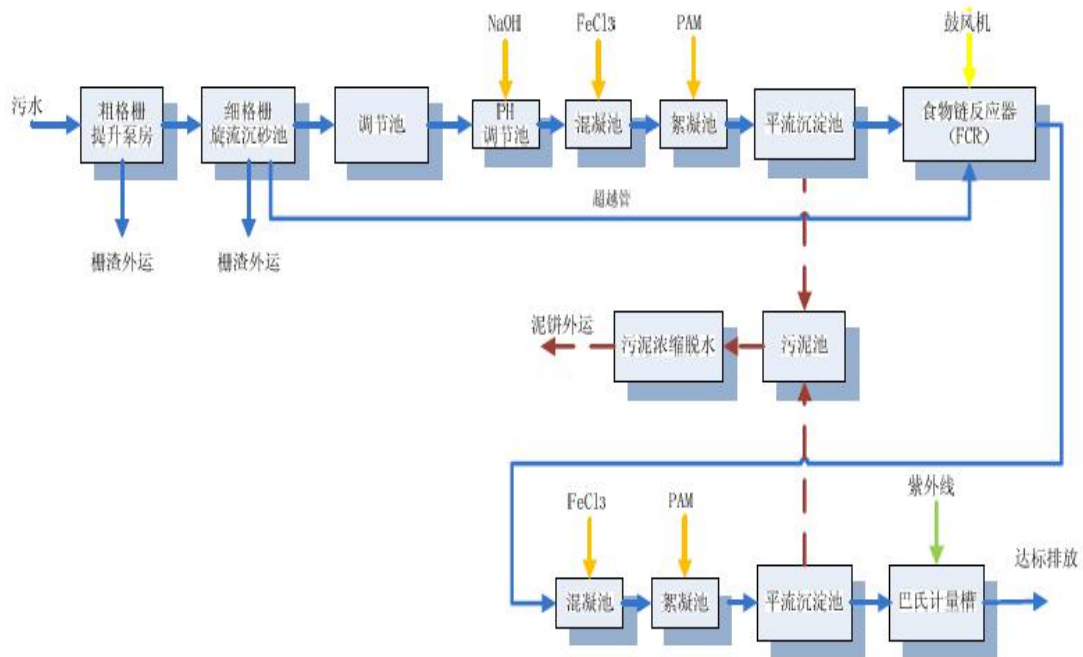 NaOH
FeCl3
PAM
鼓风机
污水
粗格栅
提升泵房
细格栅
旋流沉砂池
调节池
PH
调节池
混凝池
絮凝池
平流沉淀池
食物链反应器
(FCR)
超越管
栅渣外运
栅渣外运
泥饼外运
污泥浓缩脱水
污泥池
FeCl3
PAM
紫外线
达标排放
混凝池
絮凝池
平流沉淀池
巴氏计量槽